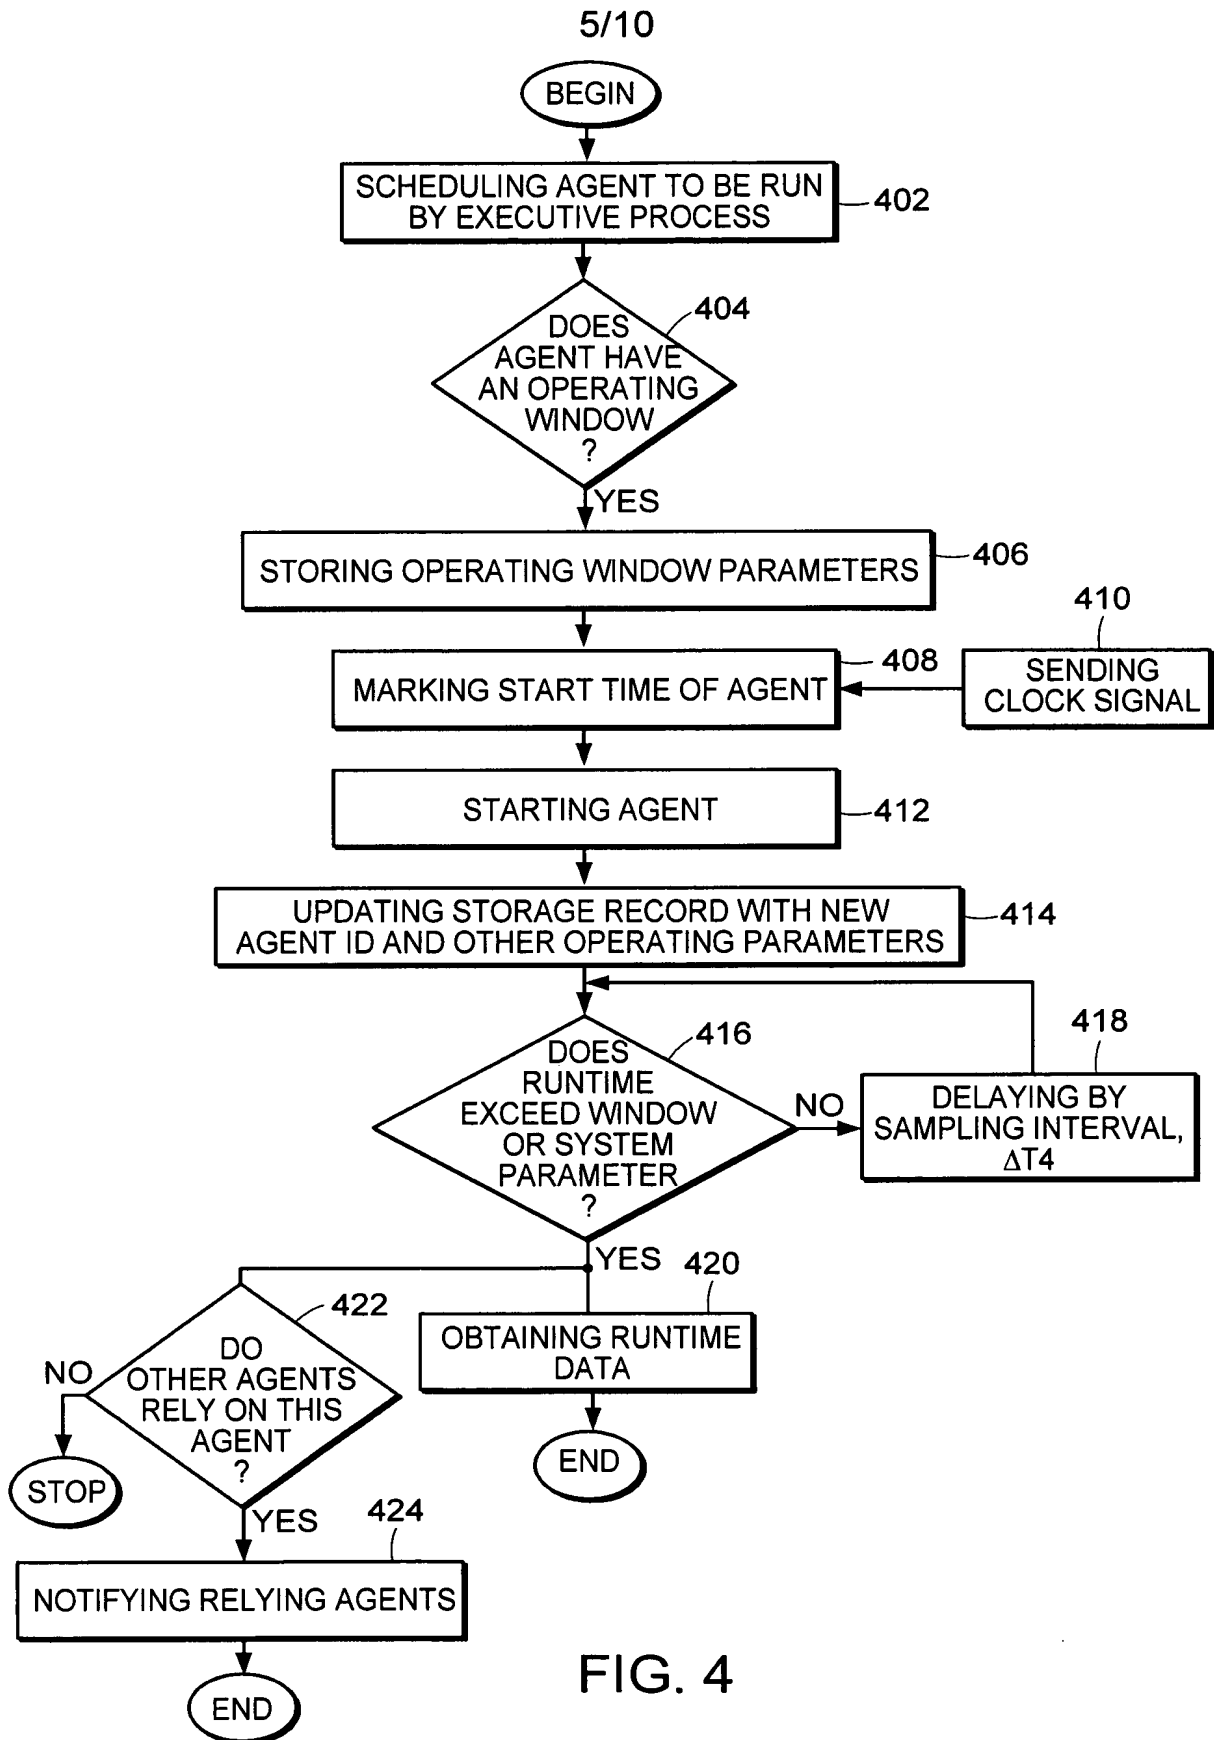 5/10
BEGIN
SCHEDULING AGENT TO BE RUN
BY EXECUTIVE PROCESS
402
DOES
AGENT HAVE
AN OPERATING
WINDOW
?
404
YES
STORING OPERATING WINDOW PARAMETERS
406
MARKING START TIME OF AGENT
408
SENDING
CLOCK SIGNAL
410
STARTING AGENT
412
UPDATING STORAGE RECORD WITH NEW
AGENT ID AND OTHER OPERATING PARAMETERS
414
DOES
RUNTIME
EXCEED WINDOW
OR SYSTEM
PARAMETER
?
416
NO
DELAYING BY
SAMPLING INTERVAL,
ΔT4
418
YES
OBTAINING RUNTIME
DATA
420
END
DO
OTHER AGENTS
RELY ON THIS
AGENT
?
422
NO
STOP
YES
NOTIFYING RELYING AGENTS
424
END
FIG. 4